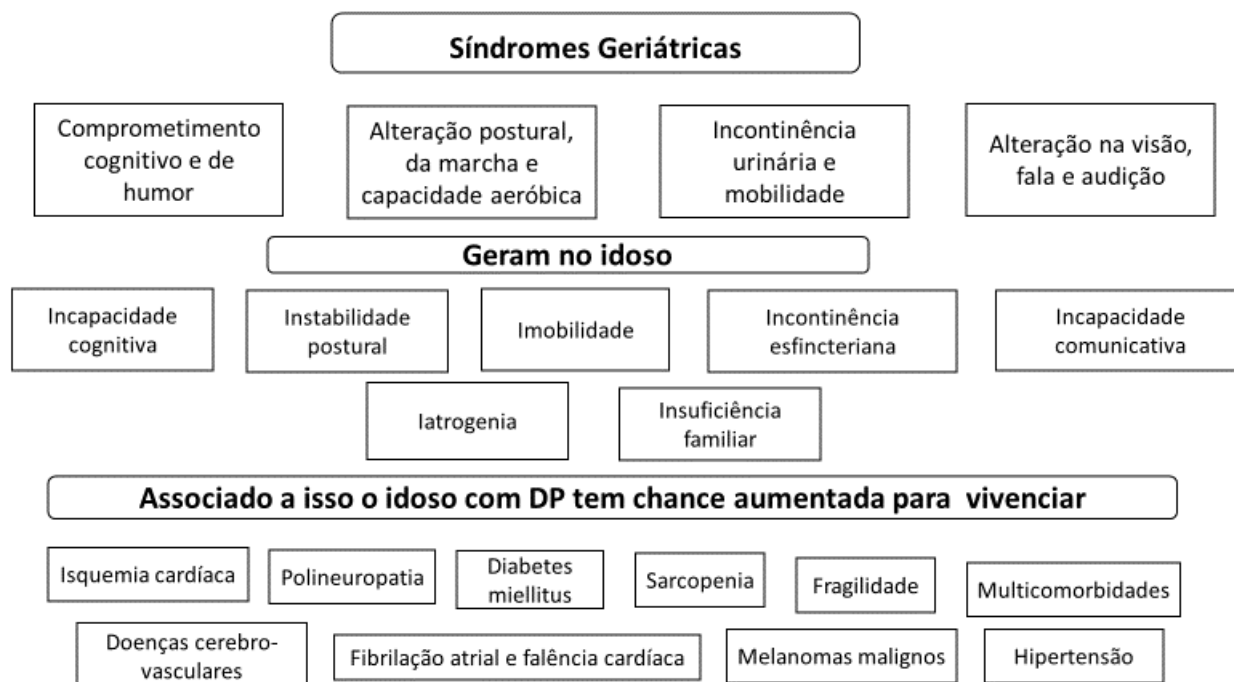 Síndromes Geriátricas
Comprometimento
cognitivo e de
humor
Alteração postural,
da marcha e
capacidade aeróbica
Incontinência
urinária e
mobilidade
Alteração na visão,
fala e audição
Geram no idoso
Incapacidade
cognitiva
Instabilidade
postural
Imobilidade
Incontinência
esfincteriana
Incapacidade
comunicativa
Iatrogenia
Insuficiência
familiar
Associado a isso o idoso com DP tem chance aumentada para vivenciar
Isquemia cardíaca
Polineuropatia
Diabetes
miellitus
Sarcopenia
Fragilidade
Multicomorbidades
Doenças cerebro-
vasculares
Fibrilação atrial e falência cardíaca
Melanomas malignos
Hipertensão